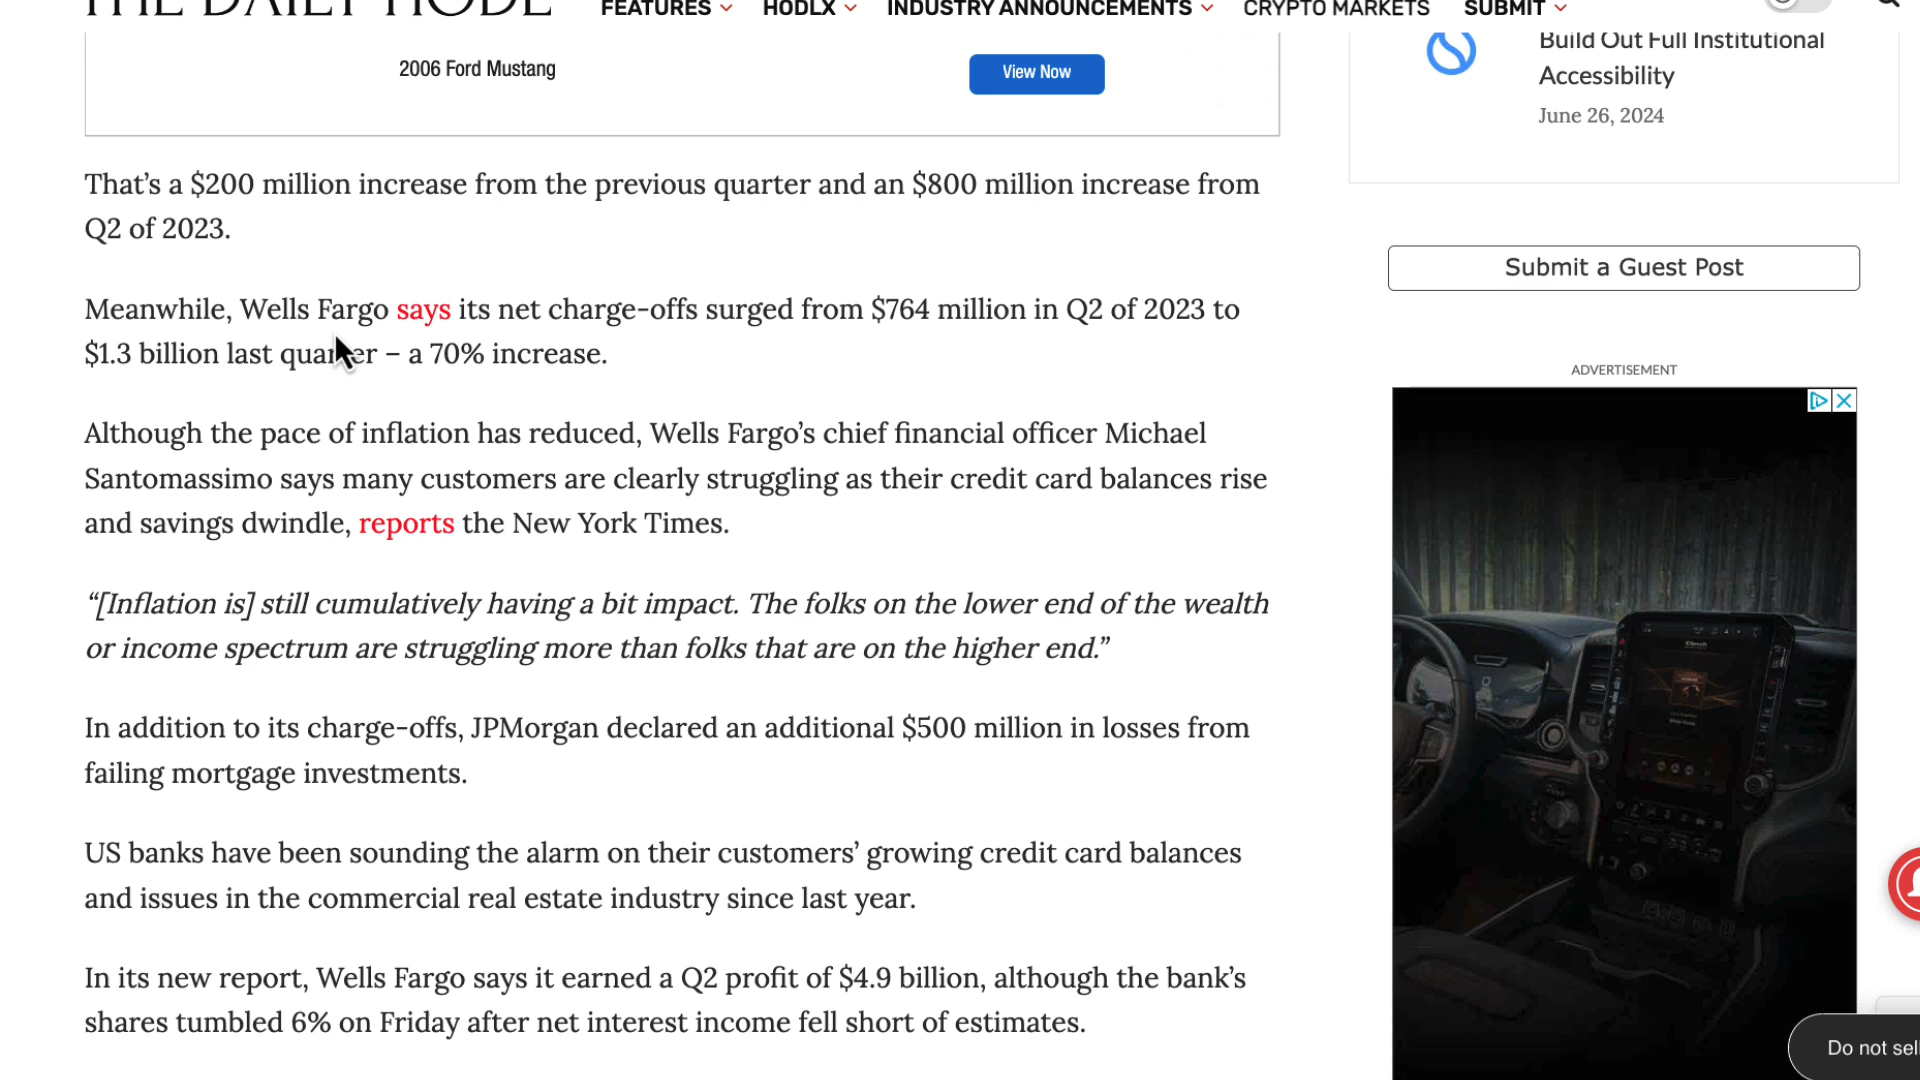 THE DAILY HODL FEATURES HODLX INDUSTRY ANNOUNCEMENTS CRYPTO MARKETS SUBMIT
2006 Ford Mustang
View Now
Build Out Full Institutional
Accessibility
June 26, 2024
That’s a $200 million increase from the previous quarter and an $800 million increase from
Q2 of 2023.
Submit a Guest Post
Meanwhile, Wells Fargo says its net charge-offs surged from $764 million in Q2 of 2023 to
$1.3 billion last quarter – a 70% increase.
ADVERTISEMENT
Although the pace of inflation has reduced, Wells Fargo’s chief financial officer Michael
Santomassimo says many customers are clearly struggling as their credit card balances rise
and savings dwindle, reports the New York Times.
“[Inflation is] still cumulatively having a bit impact. The folks on the lower end of the wealth
or income spectrum are struggling more than folks that are on the higher end.”
In addition to its charge-offs, JPMorgan declared an additional $500 million in losses from
failing mortgage investments.
US banks have been sounding the alarm on their customers’ growing credit card balances
and issues in the commercial real estate industry since last year.
In its new report, Wells Fargo says it earned a Q2 profit of $4.9 billion, although the bank’s
shares tumbled 6% on Friday after net interest income fell short of estimates.
Do not sell